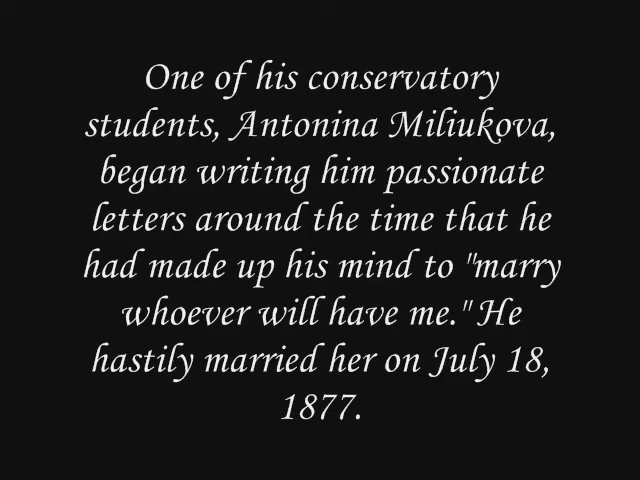 One of his conservatory
students, Antonina Miliukova,
began writing him passionate
letters around the time that he
had made up his mind to "marry
whoever will have me." He
hastily married her on July 18,
1877.